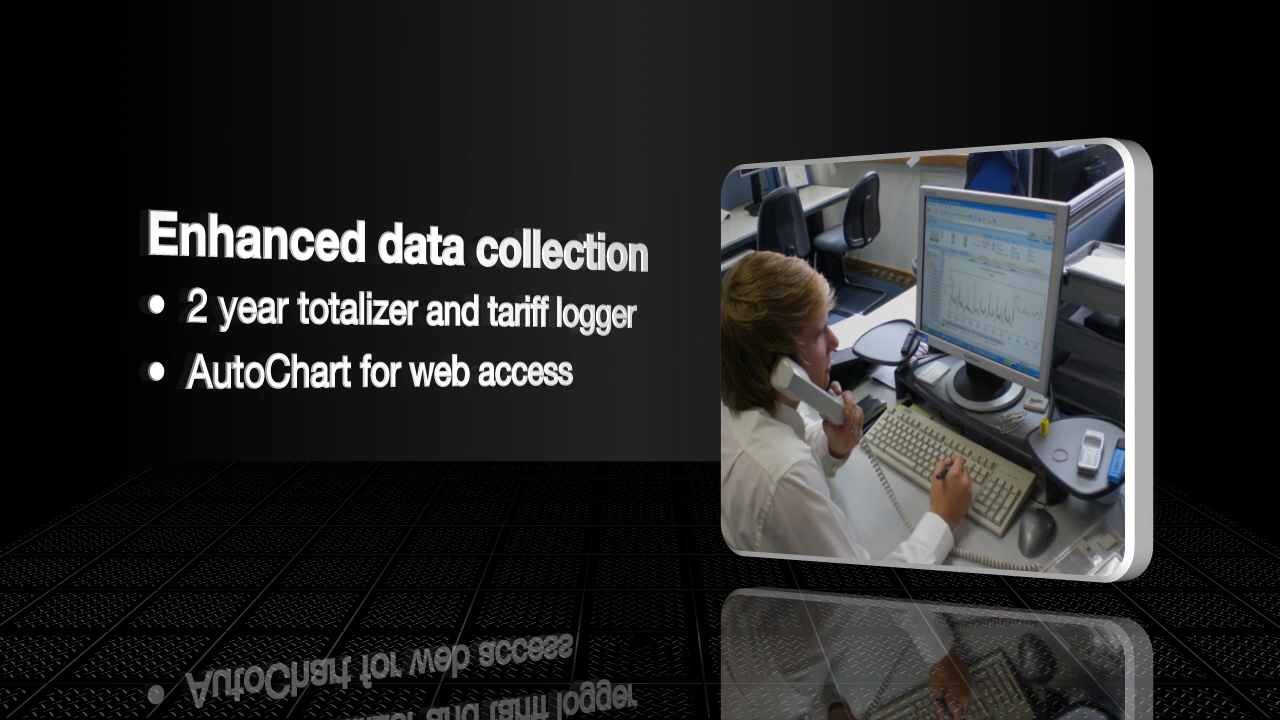 Enhanced data collection
• 2 year totalizer and tariff logger
• AutoChart for web access